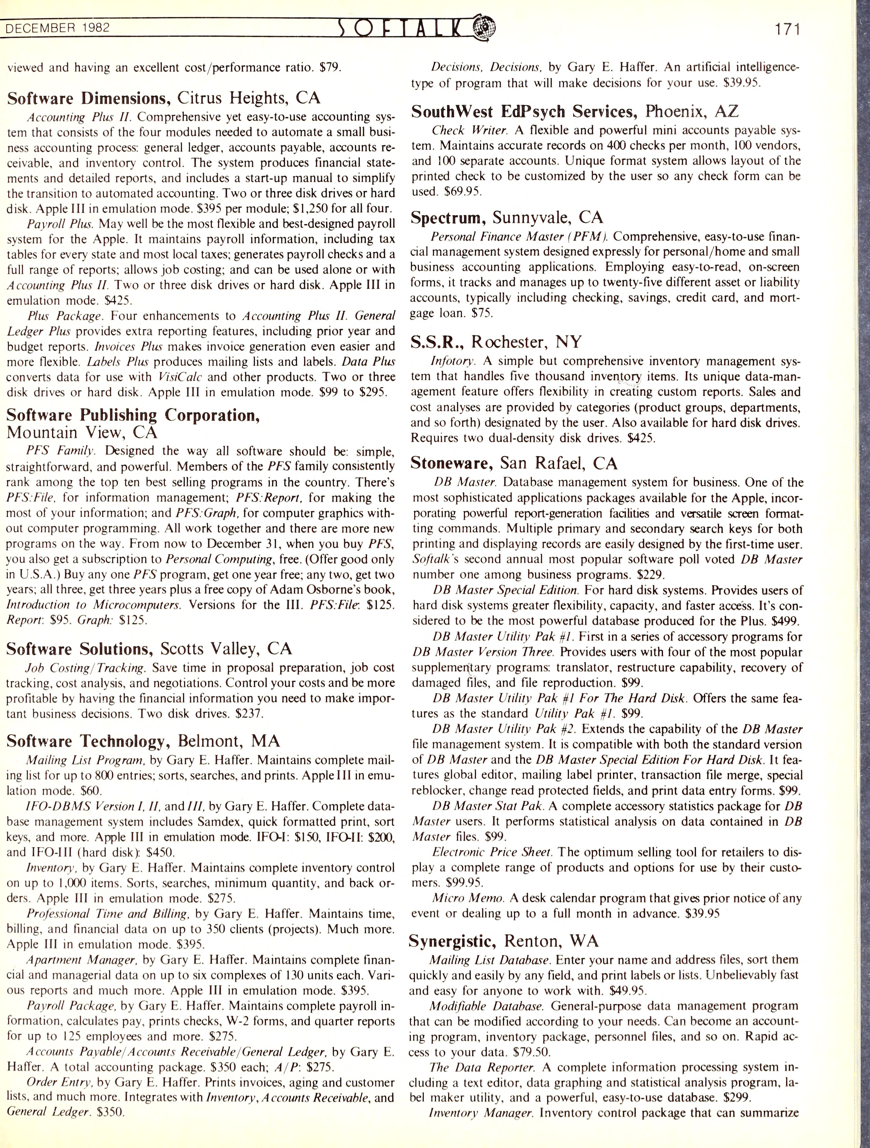 DECEMBER 1982
SOFTALK
171
viewed and having an excellent cost/performance ratio. $79.
Software Dimensions, Citrus Heights, CA
Accounting Plus II. Comprehensive yet easy-to-use accounting sys-
tem that consists of the four modules needed to automate a small busi-
ness accounting process: general ledger, accounts payable, accounts re-
ceivable, and inventory control. The system produces financial state-
ments and detailed reports, and includes a start-up manual to simplify
the transition to automated accounting. Two or three disk drives or hard
disk. Apple III in emulation mode. $395 per module; $1,250 for all four.
Payroll Plus. May well be the most flexible and best-designed payroll
system for the Apple. It maintains payroll information, including tax
tables for every state and most local taxes; generates payroll checks and a
full range of reports; allows job costing; and can be used alone or with
Accounting Plus II. Two or three disk drives or hard disk. Apple III in
emulation mode. $425.
Plus Package. Four enhancements to Accounting Plus II. General
Ledger Plus provides extra reporting features, including prior year and
budget reports. Invoices Plus makes invoice generation even easier and
more flexible. Labels Plus produces mailing lists and labels. Data Plus
converts data for use with VisiCalc and other products. Two or three
disk drives or hard disk. Apple III in emulation mode. $99 to $295.
Software Publishing Corporation,
Mountain View, CA
PFS Family. Designed the way all software should be: simple,
straightforward, and powerful. Members of the PFS family consistently
rank among the top ten best selling programs in the country. There's
PFS:File, for information management; PFS:Report, for making the
most of your information; and PFS:Graph, for computer graphics with-
out computer programming. All work together and there are more new
programs on the way. From now to December 31, when you buy PFS,
you also get a subscription to Personal Computing, free. (Offer good only
in U.S.A.) Buy any one PFS program, get one year free; any two, get two
years; all three, get three years plus a free copy of Adam Osborne's book,
Introduction to Microcomputers. Versions for the III. PFS:File: $125.
Report: $95. Graph: $125.
Software Solutions, Scotts Valley, CA
Job Costing/Tracking. Save time in proposal preparation, job cost
tracking, cost analysis, and negotiations. Control your costs and be more
profitable by having the financial information you need to make impor-
tant business decisions. Two disk drives. $237.
Software Technology, Belmont, MA
Mailing List Program, by Gary E. Haffer. Maintains complete mail-
ing list for up to 800 entries; sorts, searches, and prints. Apple III in emu-
lation mode. $60.
IFO-DBMS Version I, II, and III, by Gary E. Haffer. Complete data-
base management system includes Samdex, quick formatted print, sort
keys, and more. Apple III in emulation mode. IFO-I: $150, IFO-II: $200,
and IFO-III (hard disk): $450.
Inventory, by Gary E. Haffer. Maintains complete inventory control
on up to 1,000 items. Sorts, searches, minimum quantity, and back or-
ders. Apple III in emulation mode. $275.
Professional Time and Billing, by Gary E. Haffer. Maintains time,
billing, and financial data on up to 350 clients (projects). Much more.
Apple III in emulation mode. $395.
Apartment Manager, by Gary E. Haffer. Maintains complete finan-
cial and managerial data on up to six complexes of 130 units each. Vari-
ous reports and much more. Apple III in emulation mode. $395.
Payroll Package, by Gary E. Haffer. Maintains complete payroll in-
formation, calculates pay, prints checks, W-2 forms, and quarter reports
for up to 125 employees and more. $275.
Accounts Payable/Accounts Receivable/General Ledger, by Gary E.
Haffer. A total accounting package. $350 each; A/P: $275.
Order Entry, by Gary E. Haffer. Prints invoices, aging and customer
lists, and much more. Integrates with Inventory, Accounts Receivable, and
General Ledger. $350.
Decisions, Decisions, by Gary E. Haffer. An artificial intelligence-
type of program that will make decisions for your use. $39.95.
SouthWest EdPsych Services, Phoenix, AZ
Check Writer. A flexible and powerful mini accounts payable sys-
tem. Maintains accurate records on 400 checks per month, 100 vendors,
and 100 separate accounts. Unique format system allows layout of the
printed check to be customized by the user so any check form can be
used. $69.95.
Spectrum, Sunnyvale, CA
Personal Finance Master (PFM). Comprehensive, easy-to-use finan-
cial management system designed expressly for personal/home and small
business accounting applications. Employing easy-to-read, on-screen
forms, it tracks and manages up to twenty-five different asset or liability
accounts, typically including checking, savings, credit card, and mort-
gage loan. $75.
S.S.R., Rochester, NY
Infotory. A simple but comprehensive inventory management sys-
tem that handles five thousand inventory items. Its unique data-man-
agement feature offers flexibility in creating custom reports. Sales and
cost analyses are provided by categories (product groups, departments,
and so forth) designated by the user. Also available for hard disk drives.
Requires two dual-density disk drives. $425.
Stoneware, San Rafael, CA
DB Master. Database management system for business. One of the
most sophisticated applications packages available for the Apple, incor-
porating powerful report-generation facilities and versatile screen format-
ting commands. Multiple primary and secondary search keys for both
printing and displaying records are easily designed by the first-time user.
Softalk's second annual most popular software poll voted DB Master
number one among business programs. $229.
DB Master Special Edition. For hard disk systems. Provides users of
hard disk systems greater flexibility, capacity, and faster access. It's con-
sidered to be the most powerful database produced for the Plus. $499.
DB Master Utility Pak #1. First in a series of accessory programs for
DB Master Version Three. Provides users with four of the most popular
supplementary programs: translator, restructure capability, recovery of
damaged files, and file reproduction. $99.
DB Master Utility Pak #1 For The Hard Disk. Offers the same fea-
tures as the standard Utility Pak #1. $99.
DB Master Utility Pak #2. Extends the capability of the DB Master
file management system. It is compatible with both the standard version
of DB Master and the DB Master Special Edition For Hard Disk. It fea-
tures global editor, mailing label printer, transaction file merge, special
reblocker, change read protected fields, and print data entry forms. $99.
DB Master Stat Pak. A complete accessory statistics package for DB
Master users. It performs statistical analysis on data contained in DB
Master files. $99.
Electronic Price Sheet. The optimum selling tool for retailers to dis-
play a complete range of products and options for use by their custo-
mers. $99.95.
Micro Memo. A desk calendar program that gives prior notice of any
event or dealing up to a full month in advance. $39.95
Synergistic, Renton, WA
Mailing List Database. Enter your name and address files, sort them
quickly and easily by any field, and print labels or lists. Unbelievably fast
and easy for anyone to work with. $49.95.
Modifiable Database. General-purpose data management program
that can be modified according to your needs. Can become an account-
ing program, inventory package, personnel files, and so on. Rapid ac-
cess to your data. $79.50.
The Data Reporter. A complete information processing system in-
cluding a text editor, data graphing and statistical analysis program, la-
bel maker utility, and a powerful, easy-to-use database. $299.
Inventory Manager. Inventory control package that can summarize